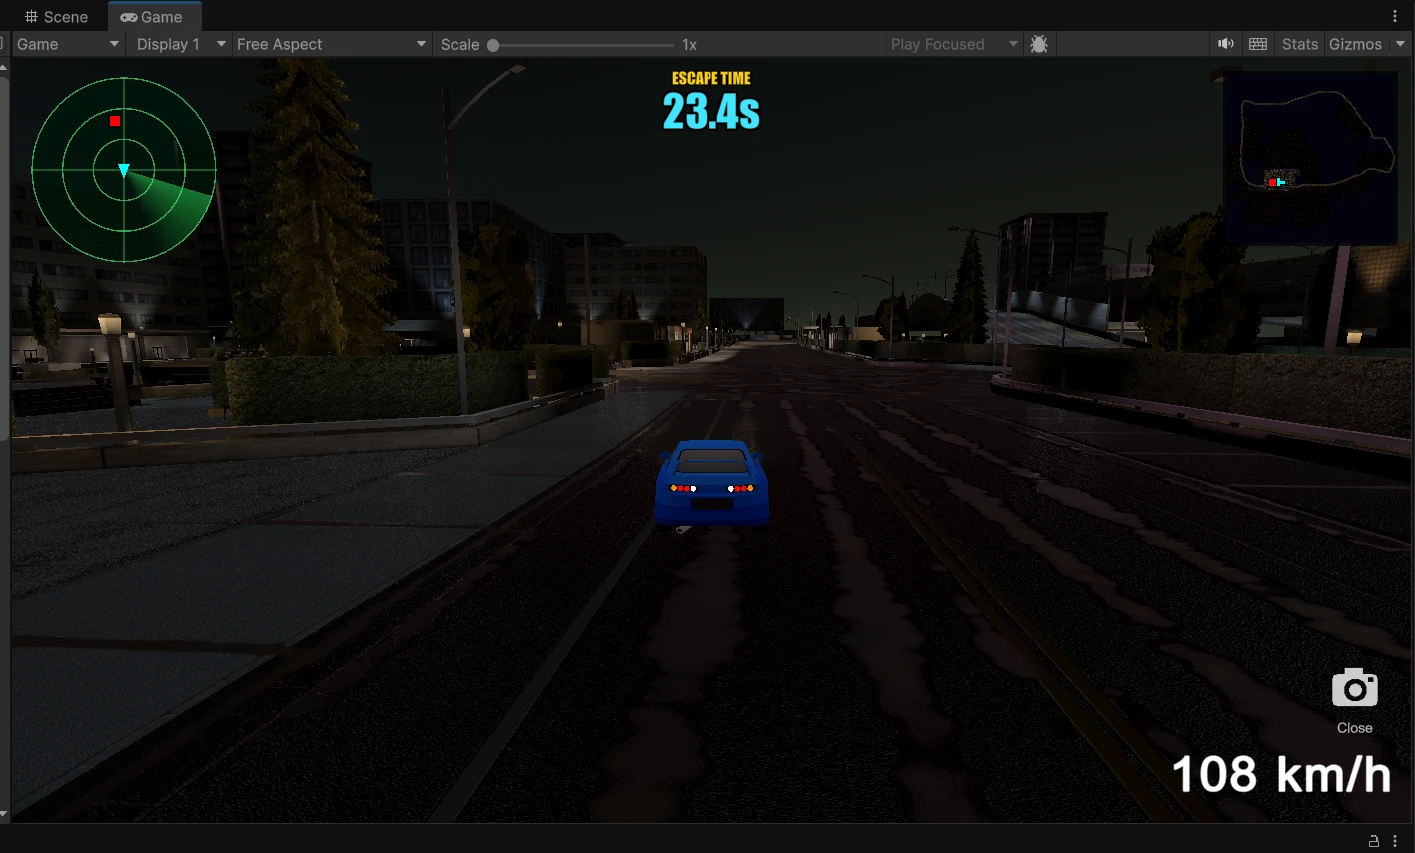 Scene
Game
Game
Display 1
Free Aspect
Scale
1x
Play Focused
Stats
Gizmos
ESCAPE TIME
23.4s
Close
108 km/h